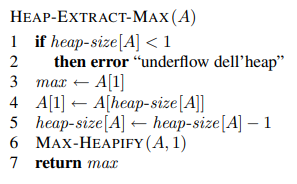 HEAP-EXTRACT-MAX(A)
1 if heap-size[A] < 1
2 then error "underflow dell'heap"
3 max ← A[1]
4 A[1] ← A[heap-size[A]]
5 heap-size[A] ← heap-size[A] − 1
6 MAX-HEAPIFY(A, 1)
7 return max